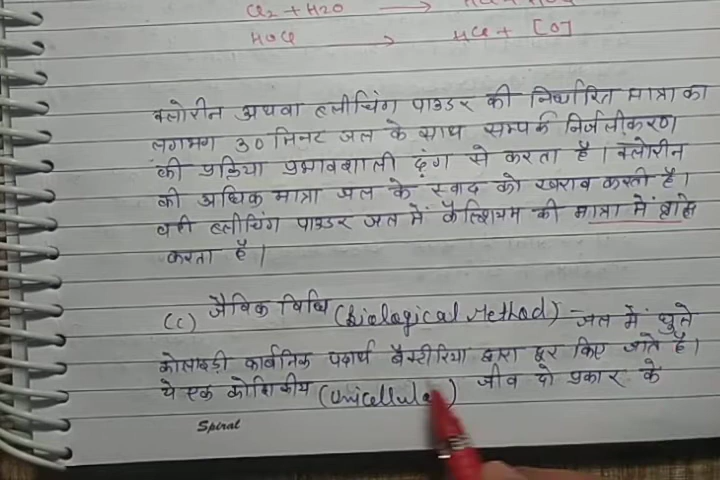 Cl2 + H2O →
HOCl → HCl + [O]
क्लोरीन अथवा ब्लीचिंग पाउडर की निर्धारित मात्रा का
लगभग 30 मिनट जल के साथ सम्पर्क निर्जलीकरण
की प्रक्रिया प्रभावशाली ढंग से करता है। क्लोरीन
की अधिक मात्रा जल के स्वाद को खराब करती है।
वही ब्लीचिंग पाउडर जल में कैल्शियम की मात्रा में
करता है।
(C) जैविक विधि (Biological Method) - जल में घुले
कोलाइडी कार्बनिक पदार्थ बैक्टीरिया द्वारा दूर किए जाते है।
ये एक कोशिकीय (Unicellular) जीव दो प्रकार के
Spiral